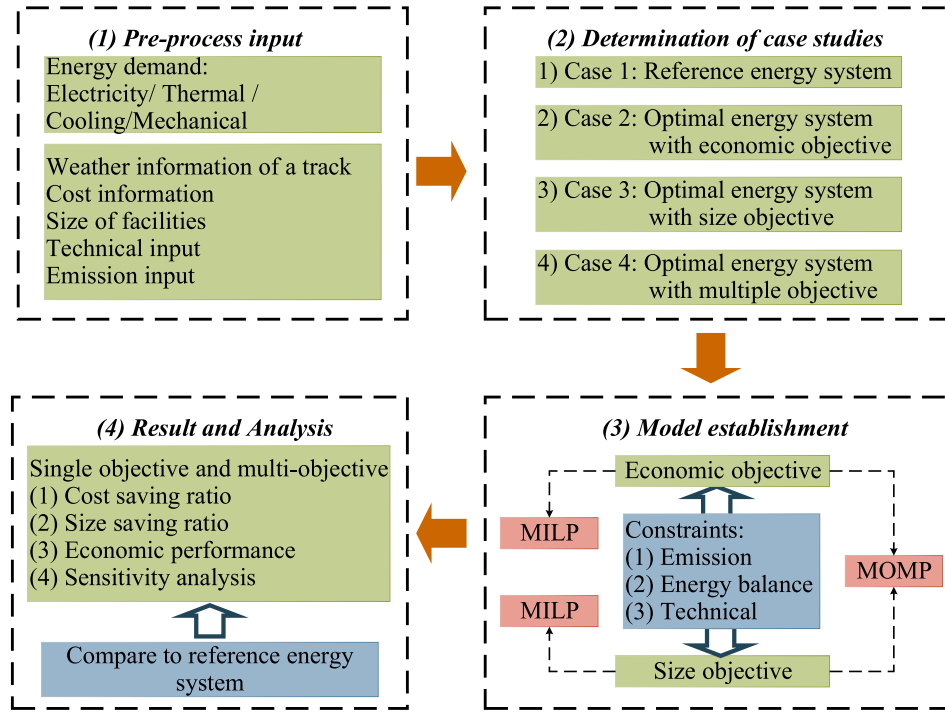 (1) Pre-process input
Energy demand:
Electricity/ Thermal /
Cooling/Mechanical
Weather information of a track
Cost information
Size of facilities
Technical input
Emission input
(2) Determination of case studies
1) Case 1: Reference energy system
2) Case 2: Optimal energy system
with economic objective
3) Case 3: Optimal energy system
with size objective
4) Case 4: Optimal energy system
with multiple objective
(3) Model establishment
Economic objective
MILP
Constraints:
(1) Emission
(2) Energy balance
(3) Technical
MOMP
MILP
Size objective
(4) Result and Analysis
Single objective and multi-objective
(1) Cost saving ratio
(2) Size saving ratio
(3) Economic performance
(4) Sensitivity analysis
Compare to reference energy
system